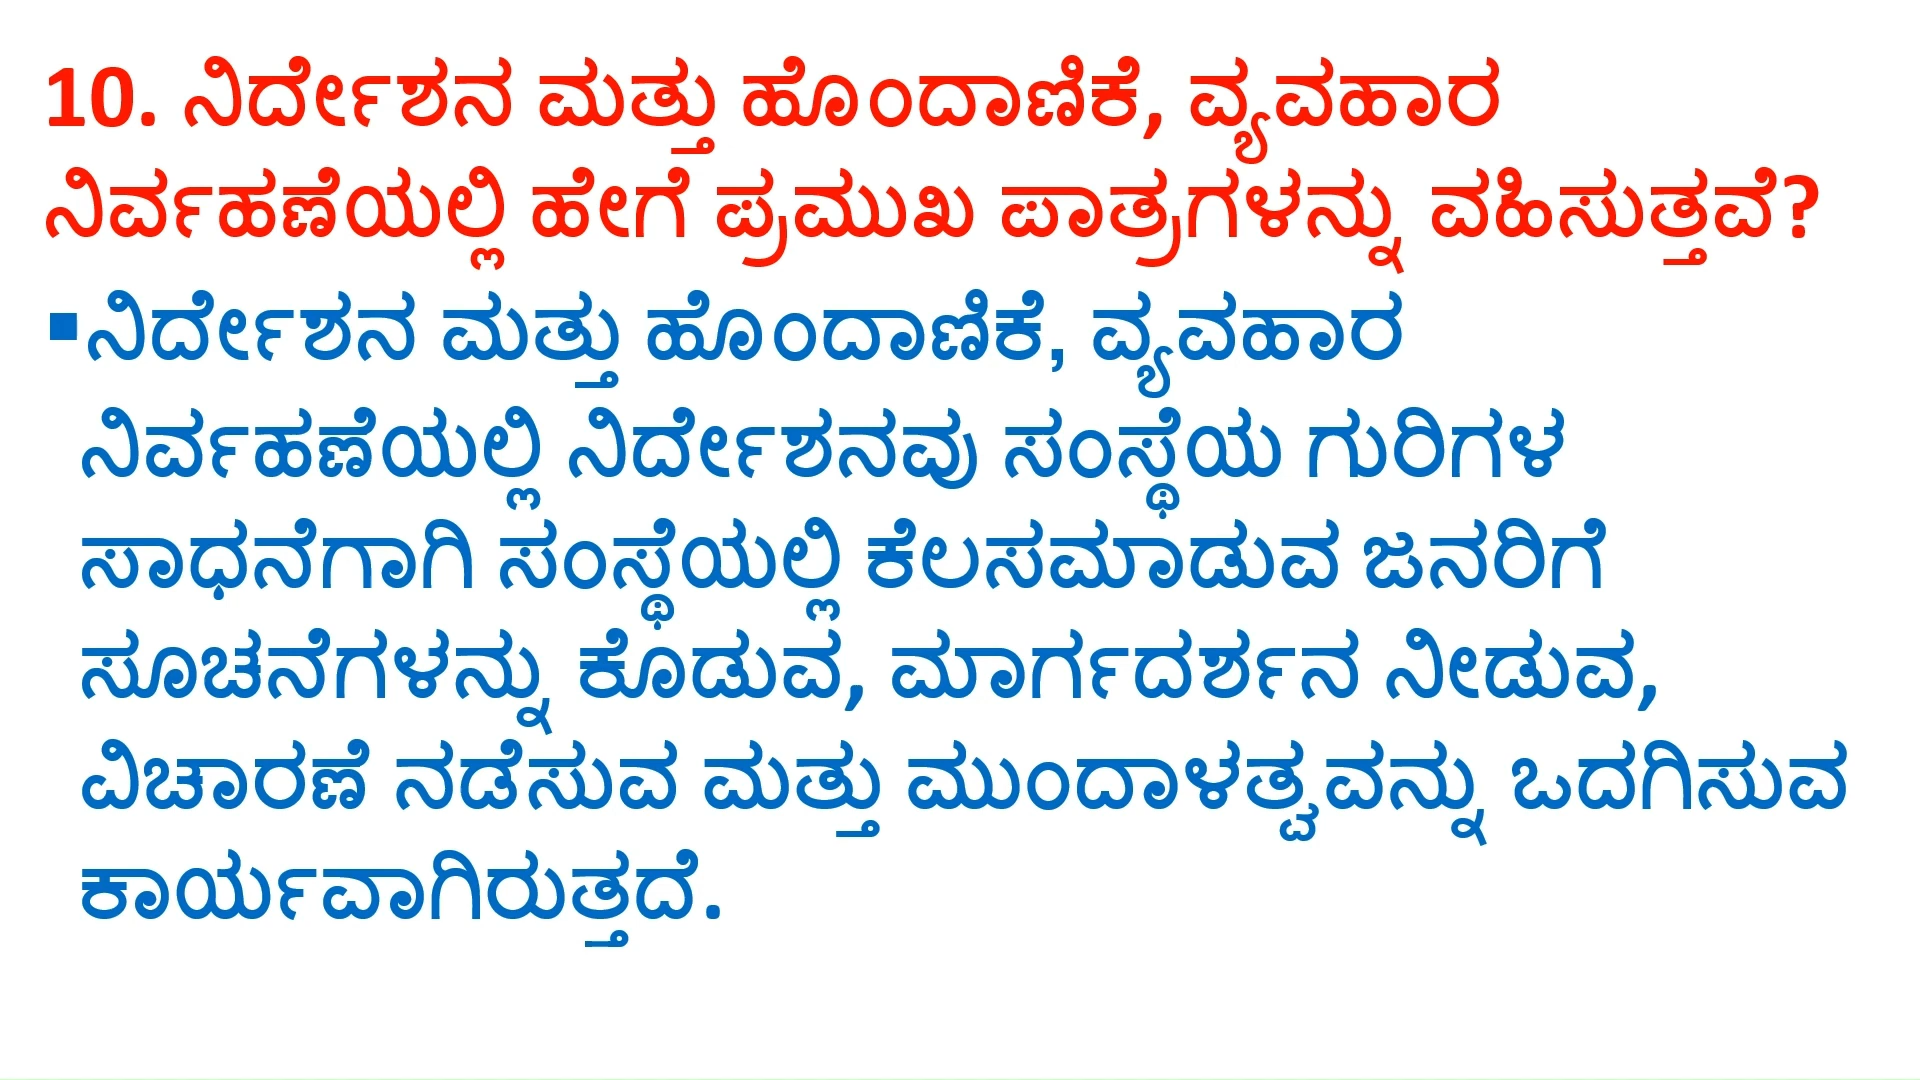 10. ನಿರ್ದೇಶನ ಮತ್ತು ಹೊಂದಾಣಿಕೆ, ವ್ಯವಹಾರ
ನಿರ್ವಹಣೆಯಲ್ಲಿ ಹೇಗೆ ಪ್ರಮುಖ ಪಾತ್ರಗಳನ್ನು ವಹಿಸುತ್ತವೆ?
▪ನಿರ್ದೇಶನ ಮತ್ತು ಹೊಂದಾಣಿಕೆ, ವ್ಯವಹಾರ
ನಿರ್ವಹಣೆಯಲ್ಲಿ ನಿರ್ದೇಶನವು ಸಂಸ್ಥೆಯ ಗುರಿಗಳ
ಸಾಧನೆಗಾಗಿ ಸಂಸ್ಥೆಯಲ್ಲಿ ಕೆಲಸಮಾಡುವ ಜನರಿಗೆ
ಸೂಚನೆಗಳನ್ನು ಕೊಡುವ, ಮಾರ್ಗದರ್ಶನ ನೀಡುವ,
ವಿಚಾರಣೆ ನಡೆಸುವ ಮತ್ತು ಮುಂದಾಳತ್ವವನ್ನು ಒದಗಿಸುವ
ಕಾರ್ಯವಾಗಿರುತ್ತದೆ.